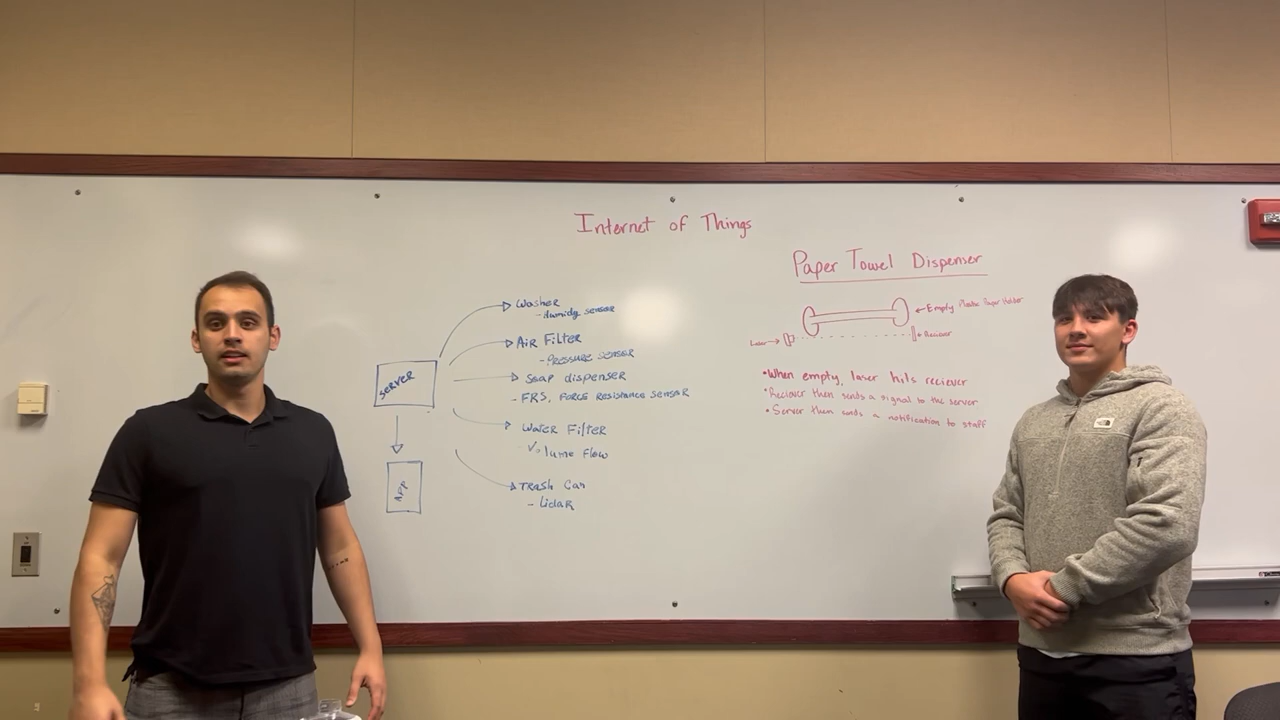 Internet of Things
SERVER
APP
Washer
- humidy sensor
Air Filter
- Pressure sensor
Soap dispenser
- FRS, Force Resistance sensor
Water Filter
Volume Flow
Trash Can
- Lidar
Paper Towel Dispenser
← Empty Plastic Paper Holder
Laser →
← Reciever
• When empty, laser hits reciever
• Reciever then sends a signal to the server
• Server then sends a notification to staff